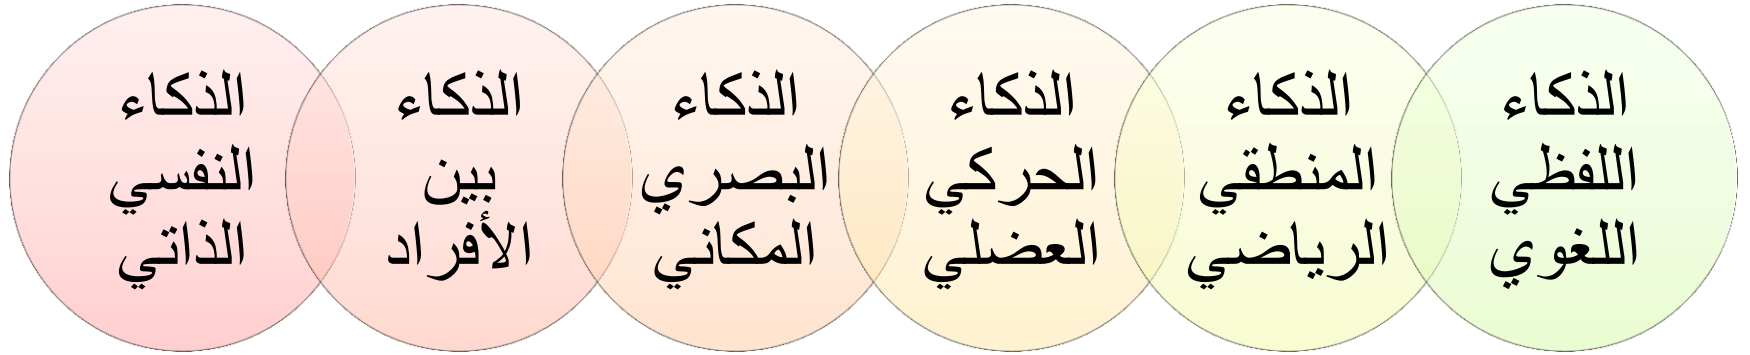 الذكاء
اللفظي
اللغوي
الذكاء
المنطقي
الرياضي
الذكاء
الحركي
العضلي
الذكاء
البصري
المكاني
الذكاء
بين
الأفراد
الذكاء
النفسي
الذاتي